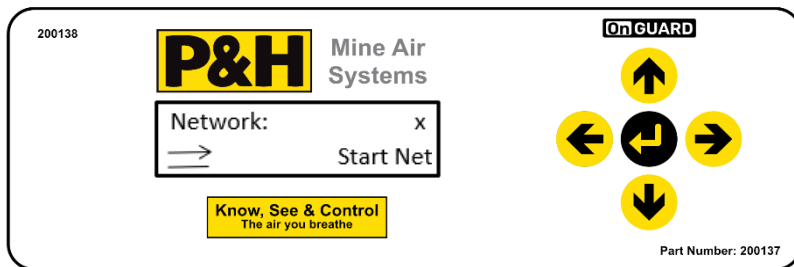 200138
P&H
Mine Air
Systems
OnGUARD
Network: x
Start Net
Know, See & Control
The air you breathe
Part Number: 200137